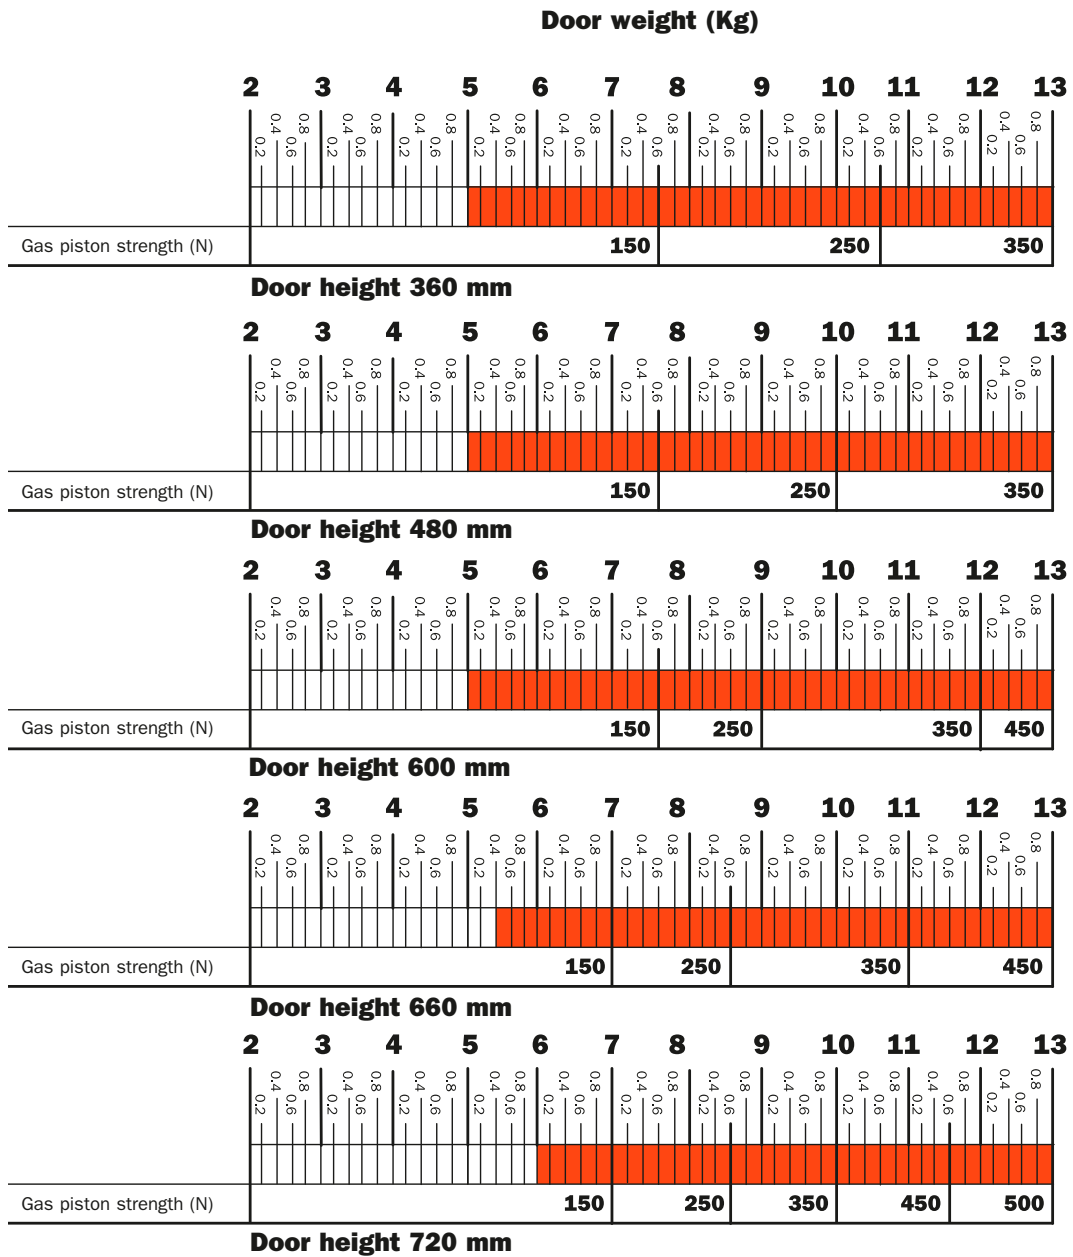 Door weight (Kg)
2 3 4 5 6 7 8 9 10 11 12 13
0.2 0.4 0.6 0.8 0.2 0.4 0.6 0.8 0.2 0.4 0.6 0.8 0.2 0.4 0.6 0.8 0.2 0.4 0.6 0.8 0.2 0.4 0.6 0.2 0.4 0.6 0.8 0.2 0.4 0.6 0.8 0.2 0.4 0.6 0.8 0.2 0.4 0.6 0.8 0.2 0.4 0.6 0.8
Gas piston strength (N) 150 250 350
Door height 360 mm
2 3 4 5 6 7 8 9 10 11 12 13
0.2 0.4 0.6 0.8 0.2 0.4 0.6 0.8 0.2 0.4 0.6 0.8 0.2 0.4 0.6 0.8 0.2 0.4 0.6 0.8 0.2 0.4 0.6 0.2 0.4 0.6 0.8 0.2 0.4 0.6 0.8 0.2 0.4 0.6 0.8 0.2 0.4 0.6 0.8 0.2 0.4 0.6 0.8
Gas piston strength (N) 150 250 350
Door height 480 mm
2 3 4 5 6 7 8 9 10 11 12 13
0.2 0.4 0.6 0.8 0.2 0.4 0.6 0.8 0.2 0.4 0.6 0.8 0.2 0.4 0.6 0.8 0.2 0.4 0.6 0.8 0.2 0.4 0.6 0.2 0.4 0.6 0.8 0.2 0.4 0.6 0.8 0.2 0.4 0.6 0.8 0.2 0.4 0.6 0.8 0.2 0.4 0.6 0.8
Gas piston strength (N) 150 250 350 450
Door height 600 mm
2 3 4 5 6 7 8 9 10 11 12 13
0.2 0.4 0.6 0.8 0.2 0.4 0.6 0.8 0.2 0.4 0.6 0.8 0.2 0.4 0.6 0.8 0.2 0.4 0.6 0.8 0.2 0.4 0.6 0.2 0.4 0.6 0.8 0.2 0.4 0.6 0.8 0.2 0.4 0.6 0.8 0.2 0.4 0.6 0.8 0.2 0.4 0.6 0.8
Gas piston strength (N) 150 250 350 450
Door height 660 mm
2 3 4 5 6 7 8 9 10 11 12 13
0.2 0.4 0.6 0.8 0.2 0.4 0.6 0.8 0.2 0.4 0.6 0.8 0.2 0.4 0.6 0.8 0.2 0.4 0.6 0.8 0.2 0.4 0.6 0.2 0.4 0.6 0.8 0.2 0.4 0.6 0.8 0.2 0.4 0.6 0.8 0.2 0.4 0.6 0.8 0.2 0.4 0.6 0.8
Gas piston strength (N) 150 250 350 450 500
Door height 720 mm